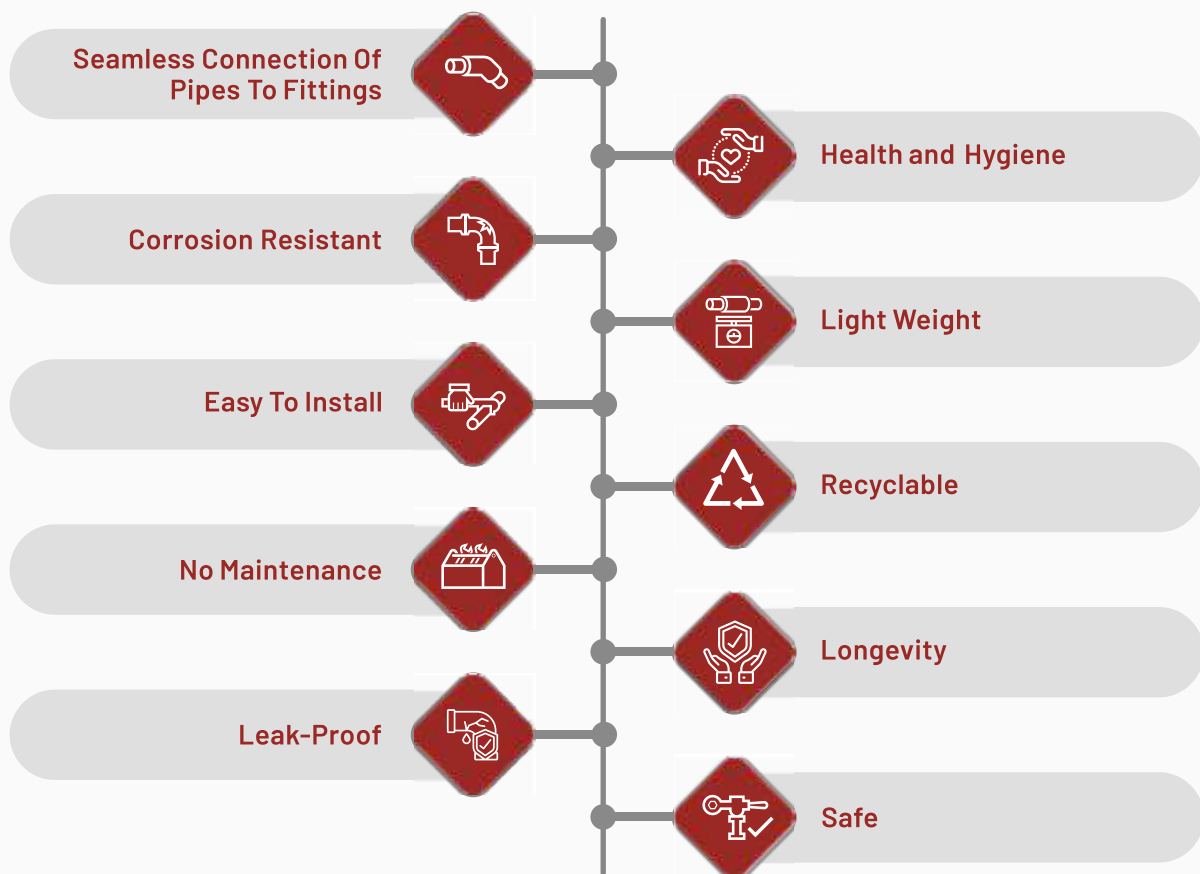 Seamless Connection Of
Pipes To Fittings
Health and Hygiene
Corrosion Resistant
Light Weight
Easy To Install
Recyclable
No Maintenance
Longevity
Leak-Proof
Safe